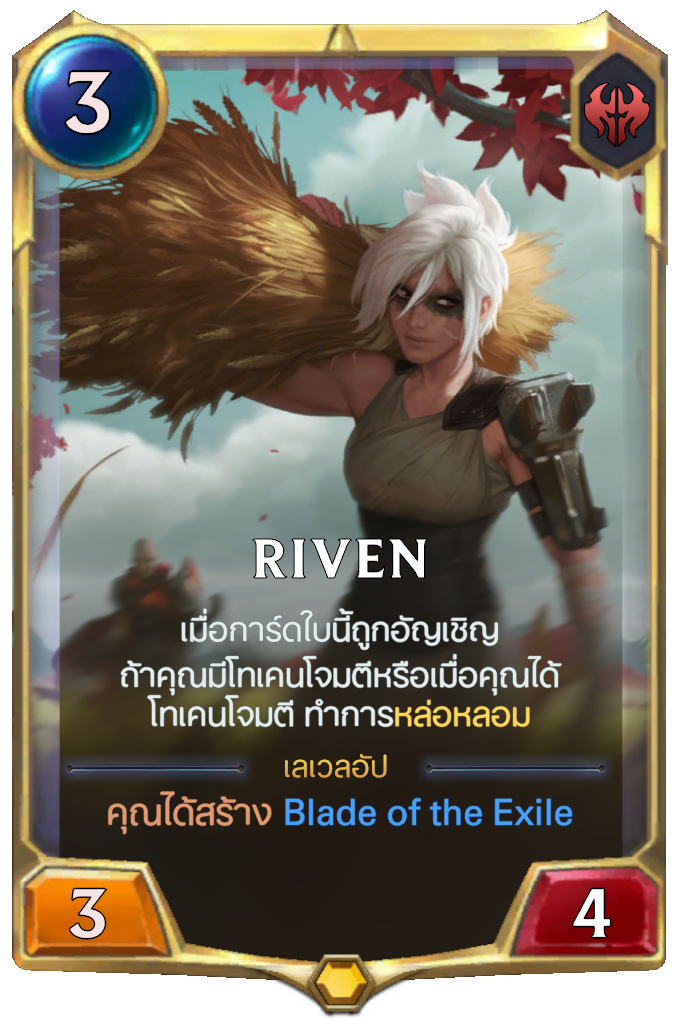 3
RIVEN
เมื่อการ์ดใบนี้ถูกอัญเชิญ
ถ้าคุณมีโทเคนโจมตีหรือเมื่อคุณได้
โทเคนโจมตี ทำการหล่อหลอม
เลเวลอัป
คุณได้สร้าง Blade of the Exile
3
4